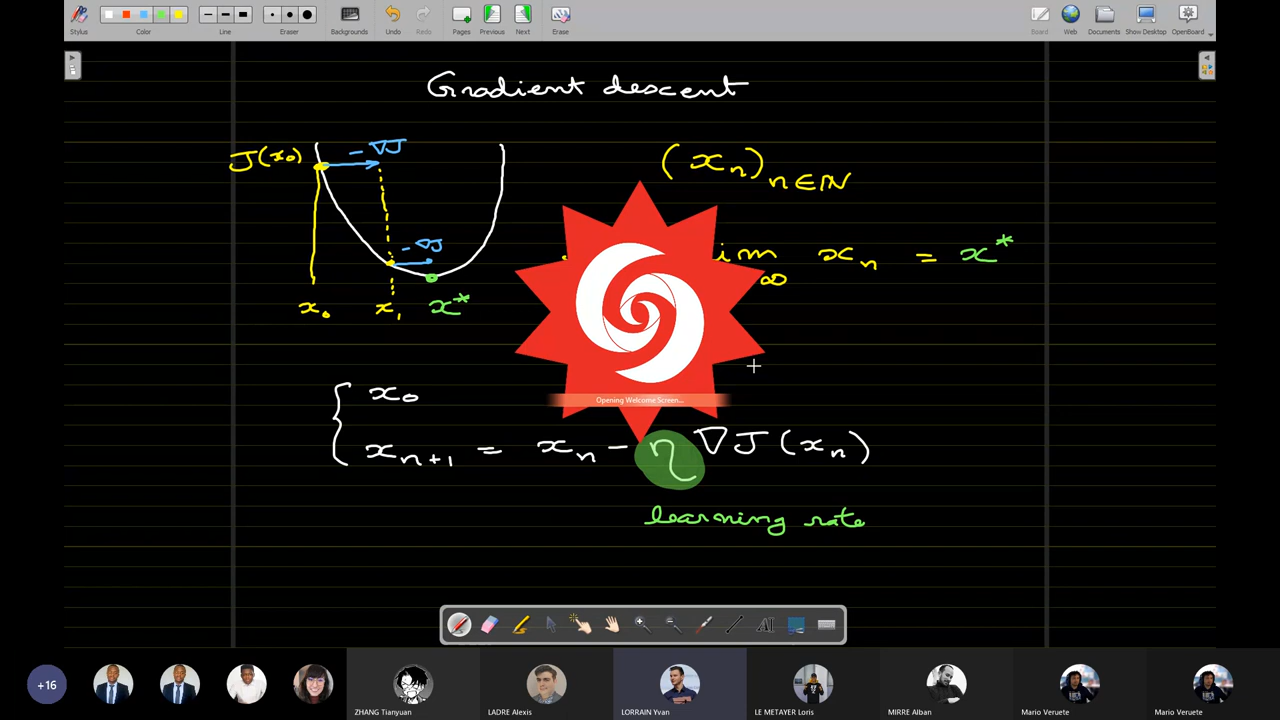 Stylus Color Line Eraser Backgrounds Undo Redo Pages Previous Next Erase Board Web Documents Show Desktop OpenBoard
Gradient descent
J(x₀) -∇J
(xₙ)ₙ∈ℕ
-∇J
im xₙ = x*
∞
x₀ x₁ x*
x₀
Opening Welcome Screen...
xₙ₊₁ = xₙ - η ∇J(xₙ)
learning rate
+16
ZHANG Tianyuan LADRE Alexis LORRAIN Yvan LE METAYER Loris MIRRE Alban Mario Veruete Mario Veruete